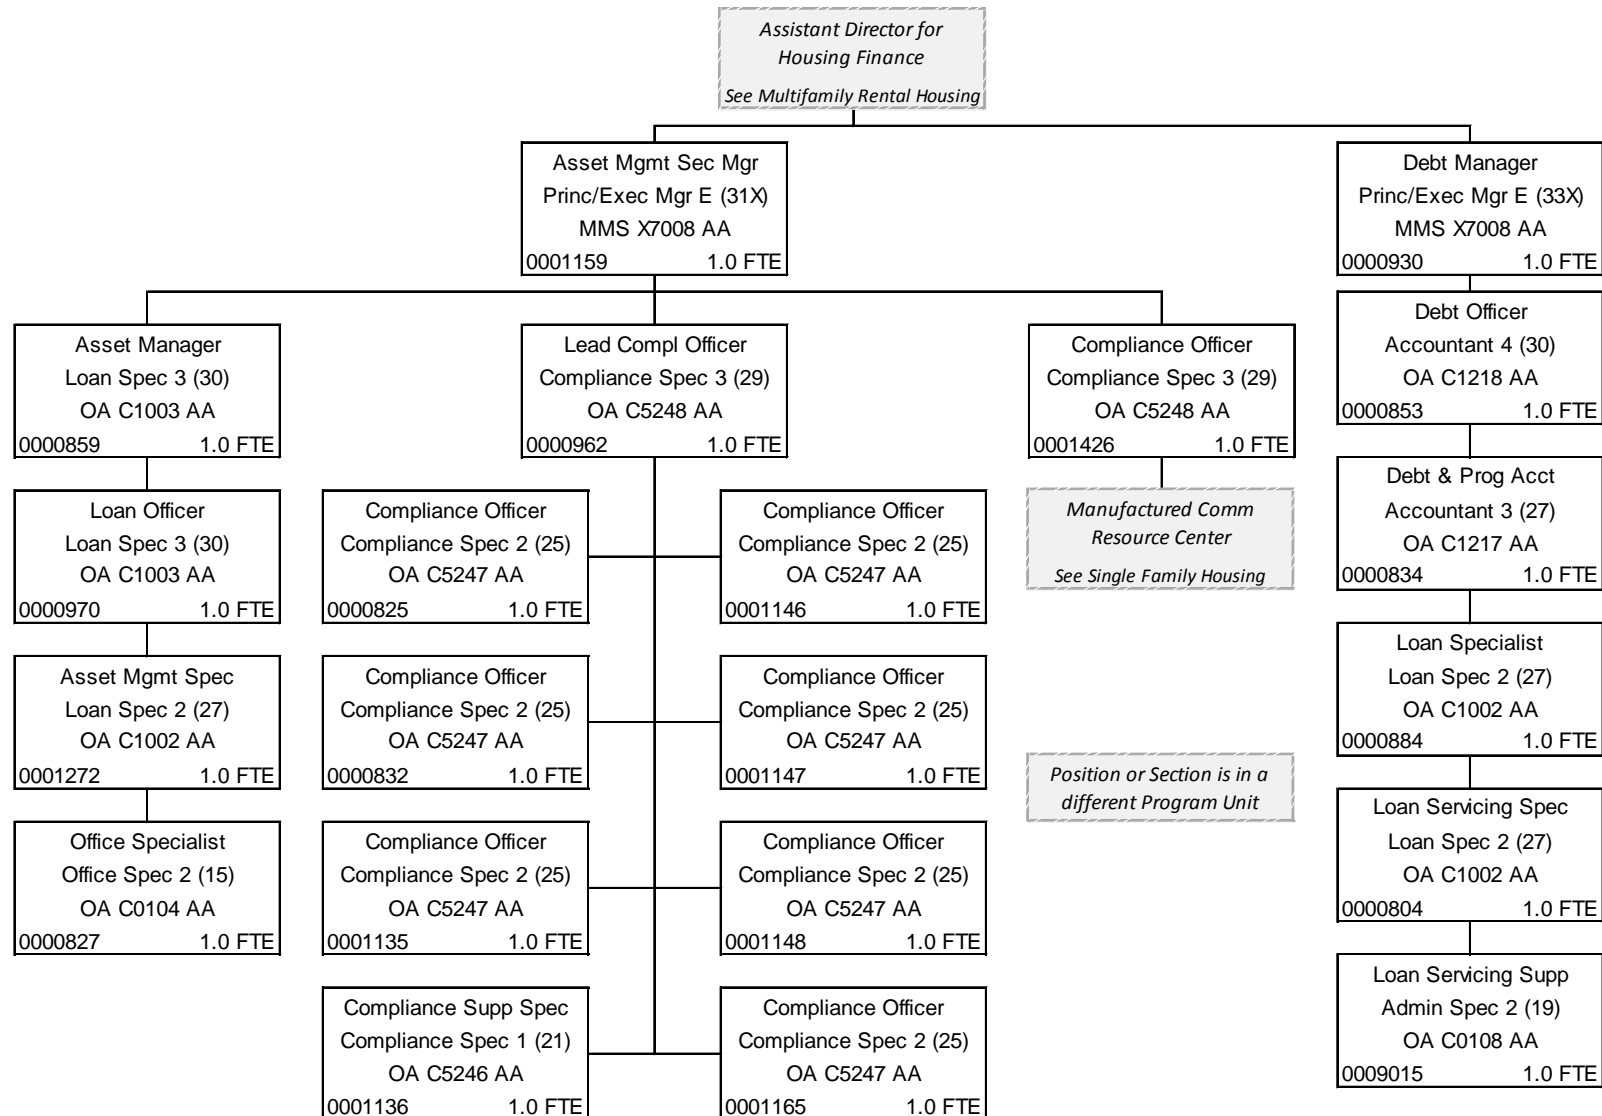 Assistant Director for
Housing Finance
See Multifamily Rental Housing
Asset Mgmt Sec Mgr
Princ/Exec Mgr E (31X)
MMS X7008 AA
0001159 1.0 FTE
Debt Manager
Princ/Exec Mgr E (33X)
MMS X7008 AA
0000930 1.0 FTE
Asset Manager
Loan Spec 3 (30)
OA C1003 AA
0000859 1.0 FTE
Loan Officer
Loan Spec 3 (30)
OA C1003 AA
0000970 1.0 FTE
Asset Mgmt Spec
Loan Spec 2 (27)
OA C1002 AA
0001272 1.0 FTE
Office Specialist
Office Spec 2 (15)
OA C0104 AA
0000827 1.0 FTE
Lead Compl Officer
Compliance Spec 3 (29)
OA C5248 AA
0000962 1.0 FTE
Compliance Officer
Compliance Spec 2 (25)
OA C5247 AA
0000825 1.0 FTE
Compliance Officer
Compliance Spec 2 (25)
OA C5247 AA
0001146 1.0 FTE
Compliance Officer
Compliance Spec 2 (25)
OA C5247 AA
0000832 1.0 FTE
Compliance Officer
Compliance Spec 2 (25)
OA C5247 AA
0001147 1.0 FTE
Compliance Officer
Compliance Spec 2 (25)
OA C5247 AA
0001135 1.0 FTE
Compliance Officer
Compliance Spec 2 (25)
OA C5247 AA
0001148 1.0 FTE
Compliance Supp Spec
Compliance Spec 1 (21)
OA C5246 AA
0001136 1.0 FTE
Compliance Officer
Compliance Spec 2 (25)
OA C5247 AA
0001165 1.0 FTE
Compliance Officer
Compliance Spec 3 (29)
OA C5248 AA
0001426 1.0 FTE
Manufactured Comm
Resource Center
See Single Family Housing
Position or Section is in a
different Program Unit
Debt Officer
Accountant 4 (30)
OA C1218 AA
0000853 1.0 FTE
Debt & Prog Acct
Accountant 3 (27)
OA C1217 AA
0000834 1.0 FTE
Loan Specialist
Loan Spec 2 (27)
OA C1002 AA
0000884 1.0 FTE
Loan Servicing Spec
Loan Spec 2 (27)
OA C1002 AA
0000804 1.0 FTE
Loan Servicing Supp
Admin Spec 2 (19)
OA C0108 AA
0009015 1.0 FTE